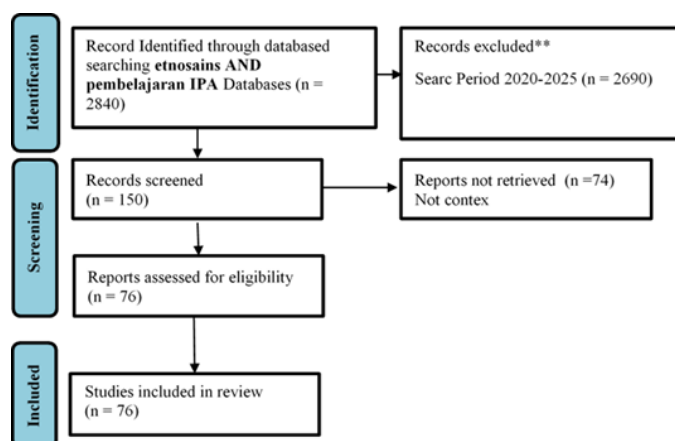 Identification
Record Identified through databased
searching etnosains AND
pembelajaran IPA Databases (n =
2840)
Records excluded**
Searc Period 2020-2025 (n = 2690)
Screening
Records screened
(n = 150)
Reports not retrieved (n =74)
Not contex
Reports assessed for eligibility
(n = 76)
Included
Studies included in review
(n = 76)